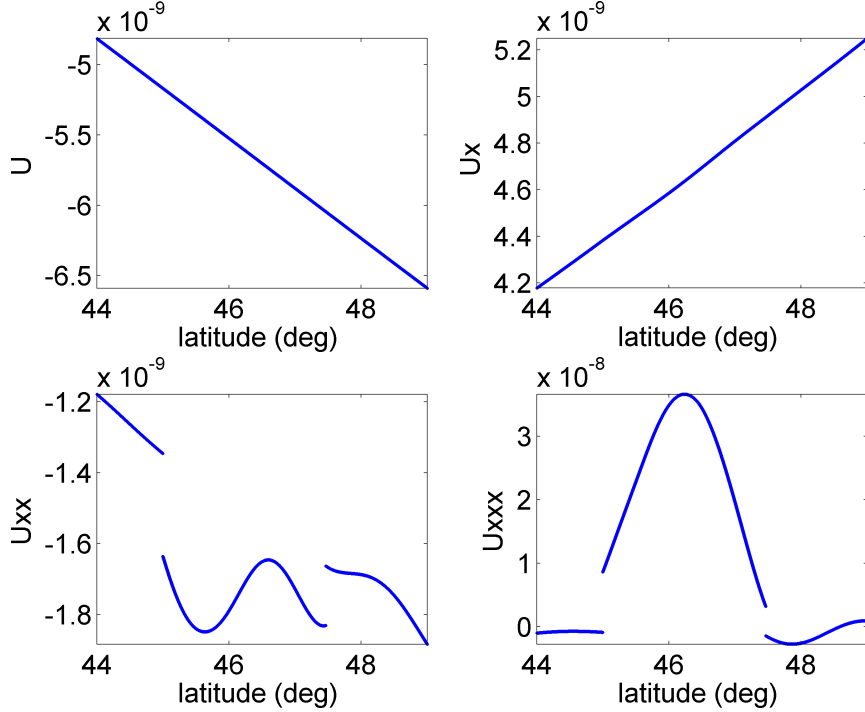 x 10^-9
-5
-5.5
-6
-6.5
U
44 46 48
latitude (deg)
x 10^-9
5.2
5
4.8
4.6
4.4
4.2
Ux
44 46 48
latitude (deg)
x 10^-9
-1.2
-1.4
-1.6
-1.8
Uxx
44 46 48
latitude (deg)
x 10^-8
3
2
1
0
Uxxx
44 46 48
latitude (deg)